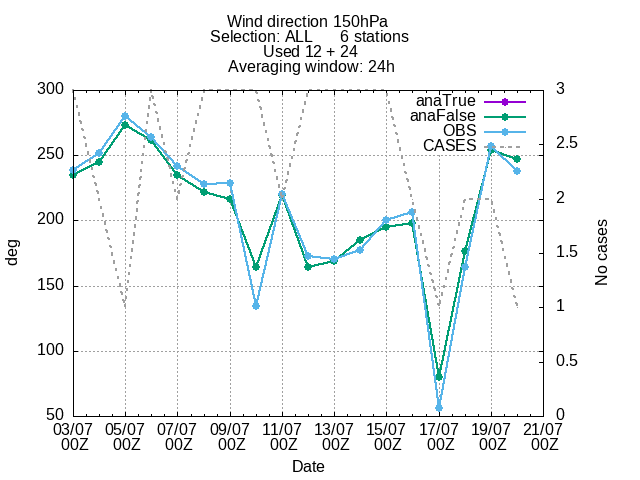 Wind direction 150hPa
Selection: ALL 6 stations
Used 12 + 24
Averaging window: 24h
anaTrue
anaFalse
OBS
CASES
300
250
200
150
100
50
deg
3
2.5
2
1.5
1
0.5
0
No cases
03/07 05/07 07/07 09/07 11/07 13/07 15/07 17/07 19/07 21/07
00Z 00Z 00Z 00Z 00Z 00Z 00Z 00Z 00Z 00Z
Date